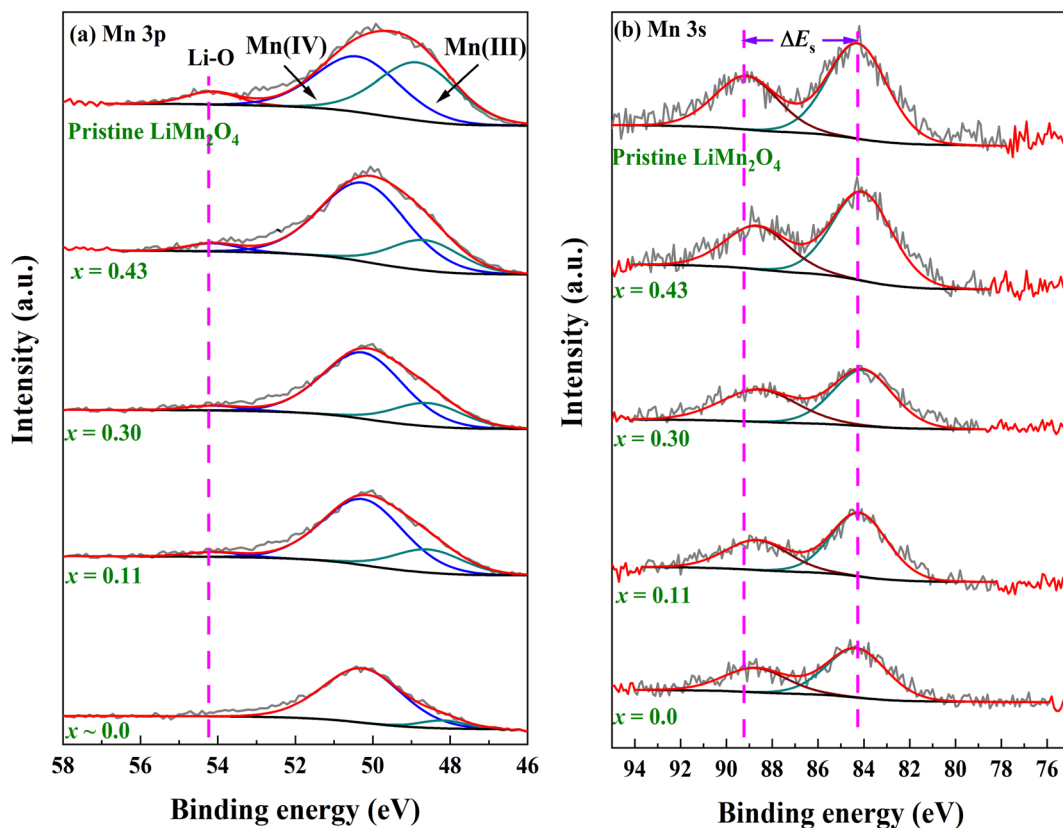 (a) Mn 3p
Li-O
Mn(IV)
Mn(III)
Pristine LiMn₂O₄
x = 0.43
x = 0.30
x = 0.11
x ~ 0.0
58 56 54 52 50 48 46
Binding energy (eV)
Intensity (a.u.)
(b) Mn 3s
ΔEₛ
Pristine LiMn₂O₄
x = 0.43
x = 0.30
x = 0.11
x = 0.0
94 92 90 88 86 84 82 80 78 76
Binding energy (eV)
Intensity (a.u.)